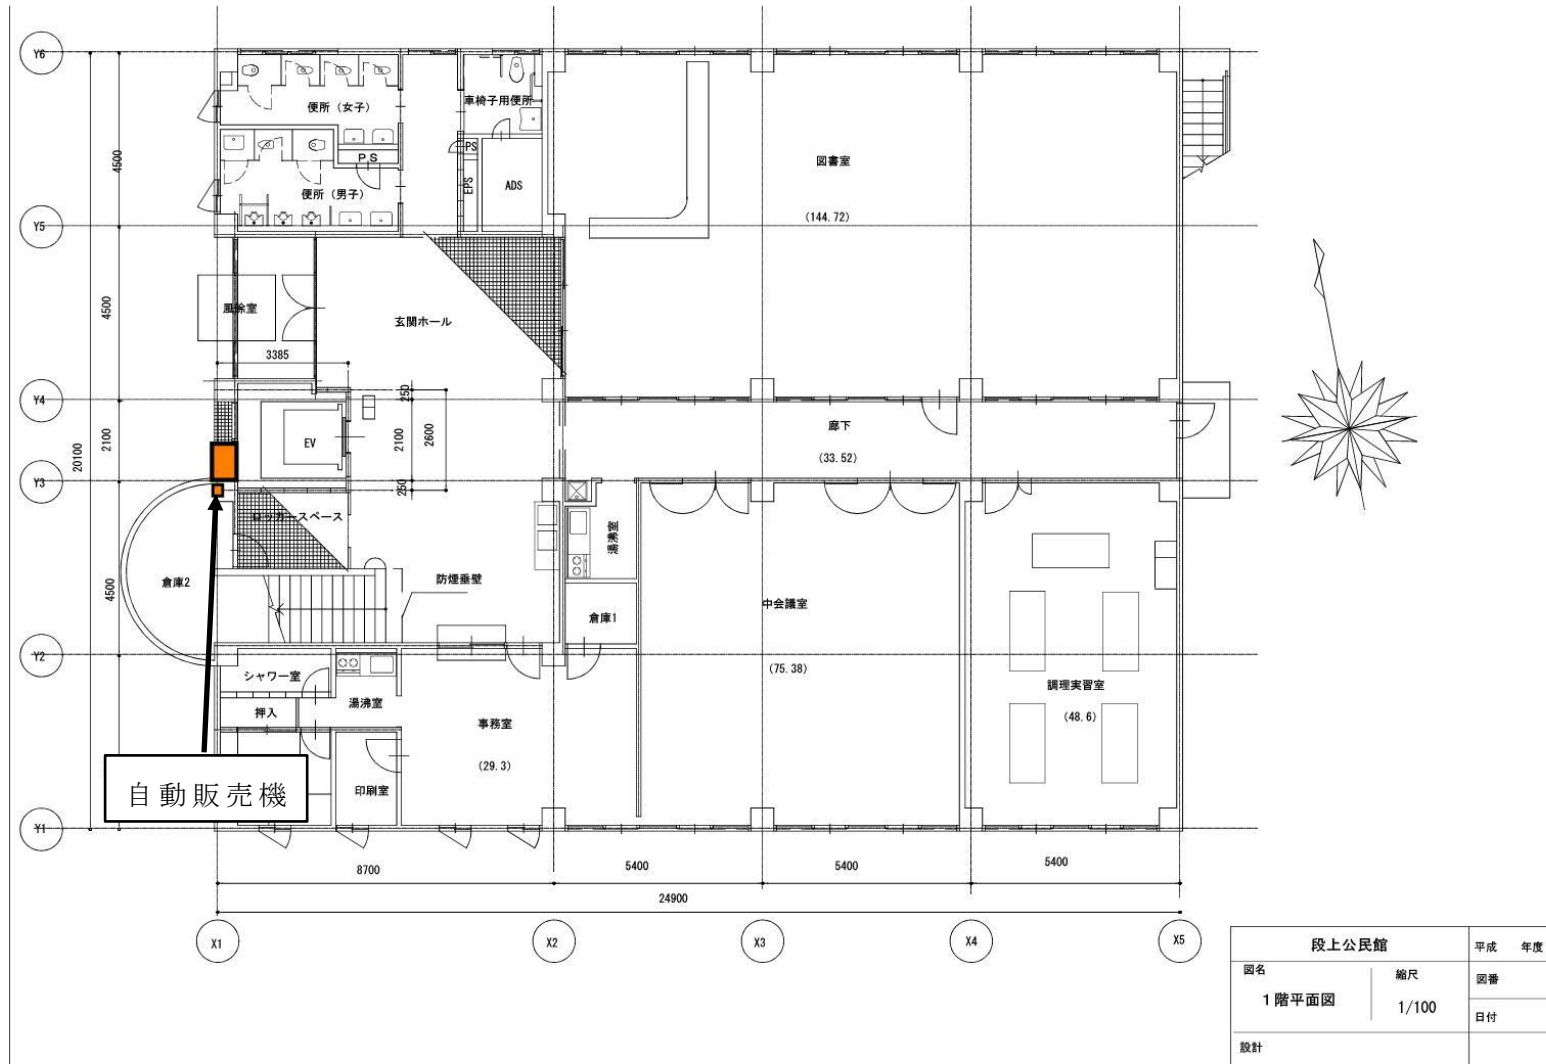 Y6
便所（女子）
車椅子用便所
PS
PS
EPS
ADS
便所（男子）
図書室
(144.72)
4500
Y5
4500
風除室
玄関ホール
3385
Y4
250
2100
2100
2600
20100
EV
廊下
(33.52)
Y3
250
ロッカースペース
湯沸室
倉庫2
4500
防煙垂壁
倉庫1
中会議室
(75.38)
Y2
シャワー室
湯沸室
押入
事務室
(29.3)
調理実習室
(48.6)
自動販売機
印刷室
Y1
8700
5400
5400
5400
24900
X1
X2
X3
X4
X5
段上公民館
平成 年度
図名
縮尺
図番
1階平面図
1/100
日付
設計